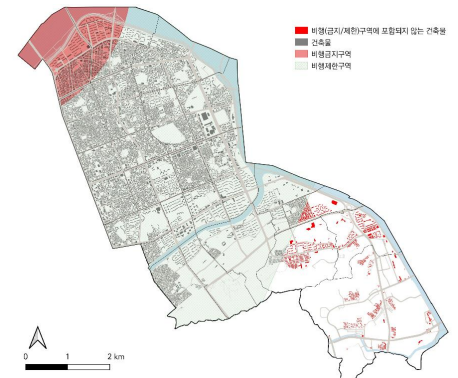 비행(금지/제한)구역에 포함되지 않는 건축물
건축물
비행금지구역
비행제한구역
0 1 2 km